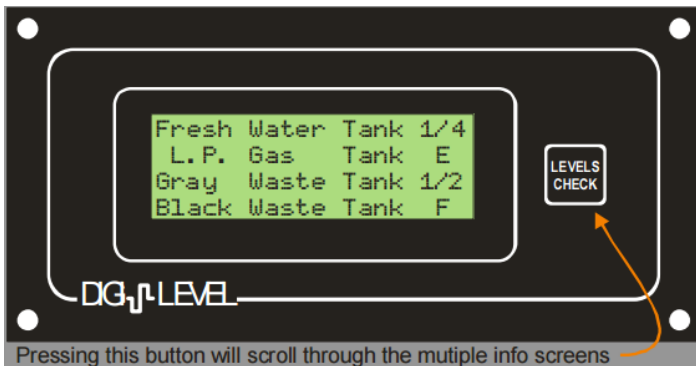 Fresh Water Tank 1/4
L.P. Gas Tank E
Gray Waste Tank 1/2
Black Waste Tank F
LEVELS
CHECK
DIGI LEVEL
Pressing this button will scroll through the mutiple info screens